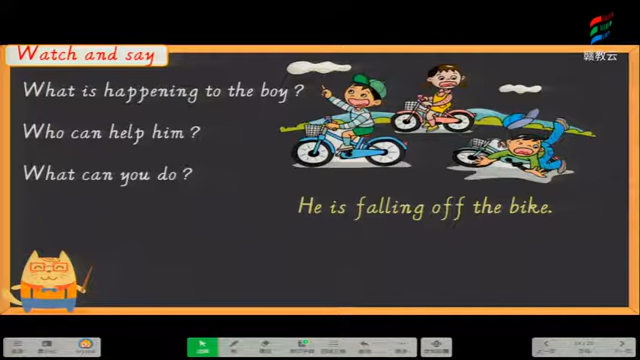 Watch and say
赣教云
What is happening to the boy?
Who can help him?
What can you do?
He is falling off the bike.